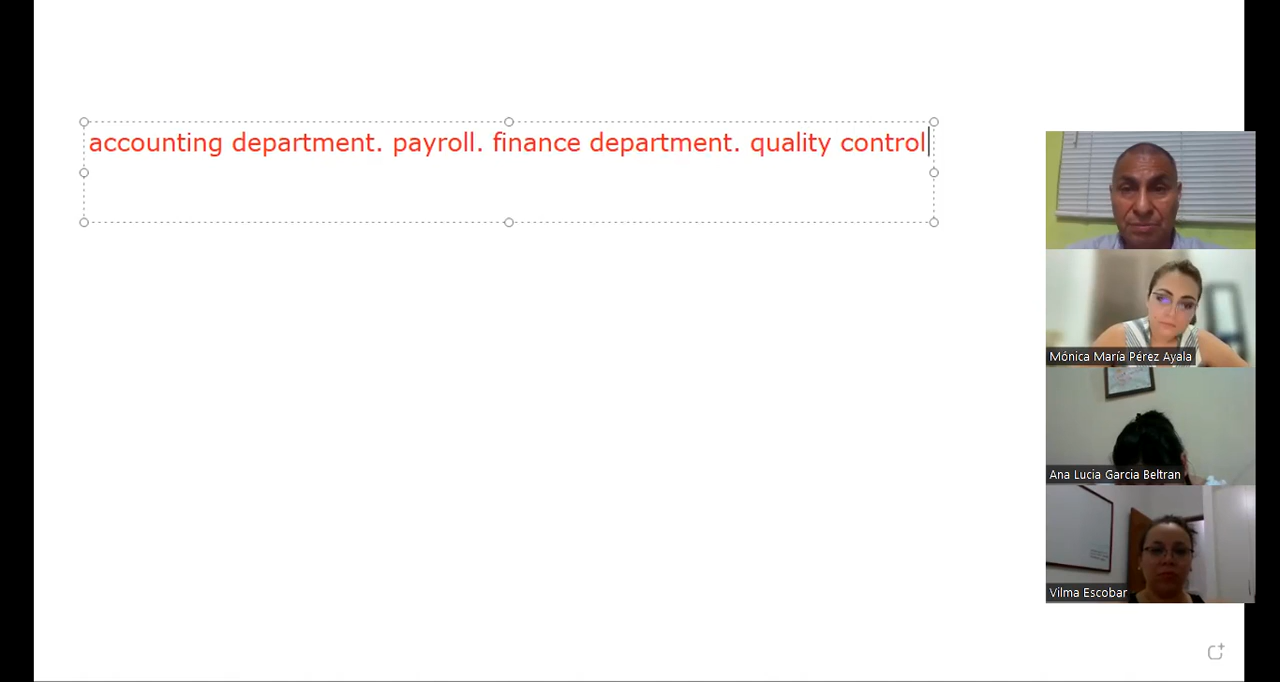 accounting department. payroll. finance department. quality control
Mónica María Pérez Ayala
Ana Lucia Garcia Beltran
Vilma Escobar